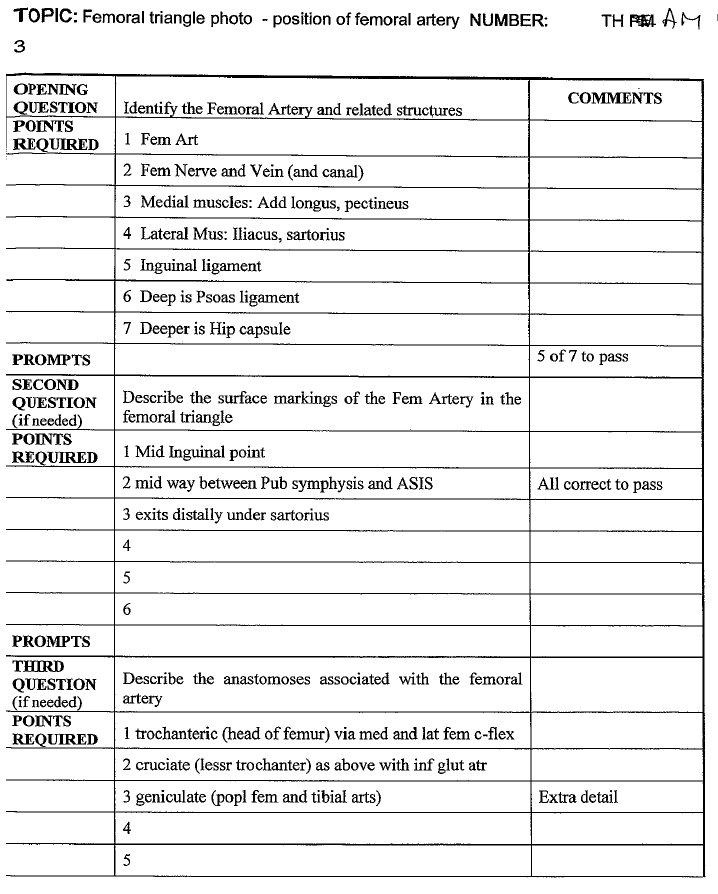 TOPIC: Femoral triangle photo - position of femoral artery NUMBER: TH AM
3
OPENING QUESTION Identify the Femoral Artery and related structures COMMENTS
POINTS REQUIRED 1 Fem Art
2 Fem Nerve and Vein (and canal)
3 Medial muscles: Add longus, pectineus
4 Lateral Mus: Iliacus, sartorius
5 Inguinal ligament
6 Deep is Psoas ligament
7 Deeper is Hip capsule
PROMPTS 5 of 7 to pass
SECOND QUESTION (if needed) Describe the surface markings of the Fem Artery in the
femoral triangle
POINTS REQUIRED 1 Mid Inguinal point
2 mid way between Pub symphysis and ASIS All correct to pass
3 exits distally under sartorius
4
5
6
PROMPTS
THIRD QUESTION (if needed) Describe the anastomoses associated with the femoral
artery
POINTS REQUIRED 1 trochanteric (head of femur) via med and lat fem c-flex
2 cruciate (lessr trochanter) as above with inf glut atr
3 geniculate (popl fem and tibial arts) Extra detail
4
5